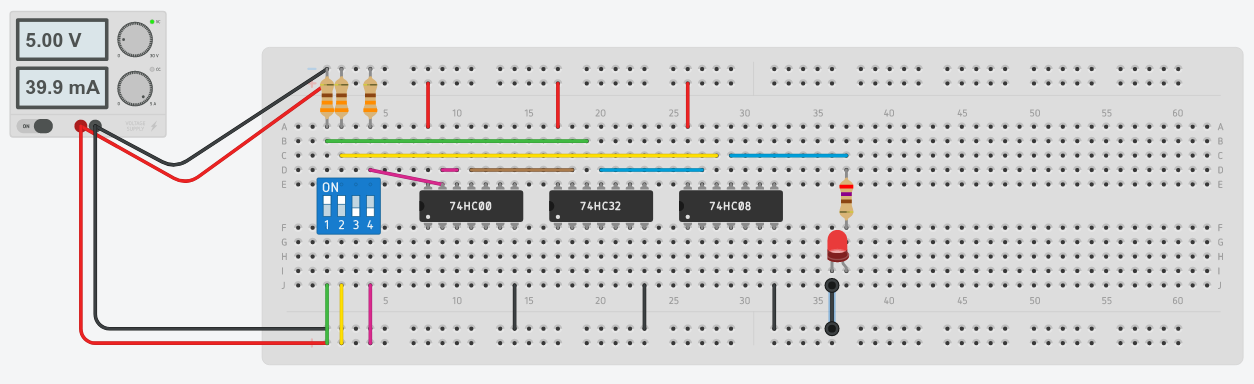 5.00 V
39.9 mA
ON
VOLTAGE
SUPPLY
5 10 15 20 25 30 35 40 45 50 55 60
A A
B B
C C
D D
E E
ON
1 2 3 4
74HC00
74HC32
74HC08
F F
G G
H H
I I
J J
5 10 15 20 25 30 35 40 45 50 55 60